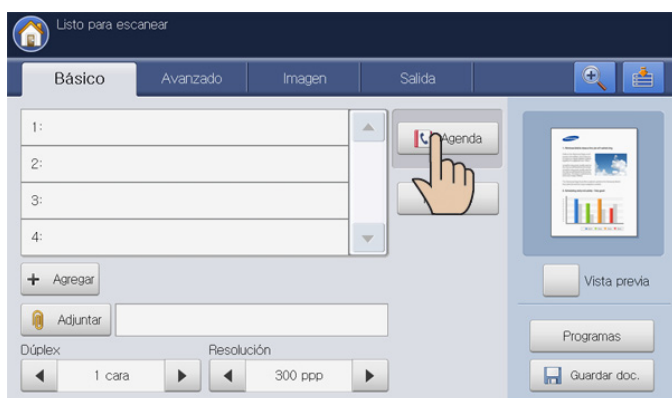 Listo para escanear
Básico
Avanzado
Imagen
Salida
1:
2:
3:
4:
Agenda
Agregar
Adjuntar
Dúplex
Resolución
1 cara
300 ppp
Vista previa
Programas
Guardar doc.